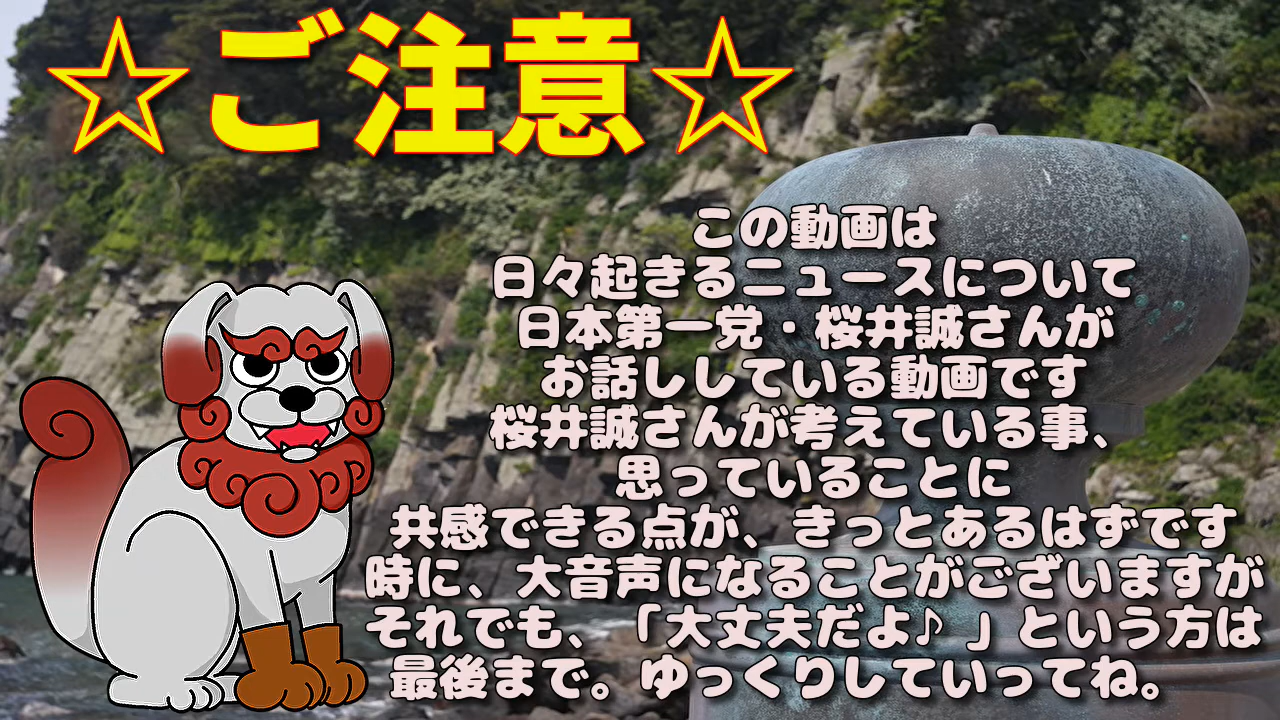 ☆ご注意☆
この動画は
日々起きるニュースについて
日本第一党・桜井誠さんが
お話ししている動画です
桜井誠さんが考えている事、
思っていることに
共感できる点が、きっとあるはずです
時に、大音声になることがございますが
それでも、「大丈夫だよ♪」という方は
最後まで。ゆっくりしていってね。